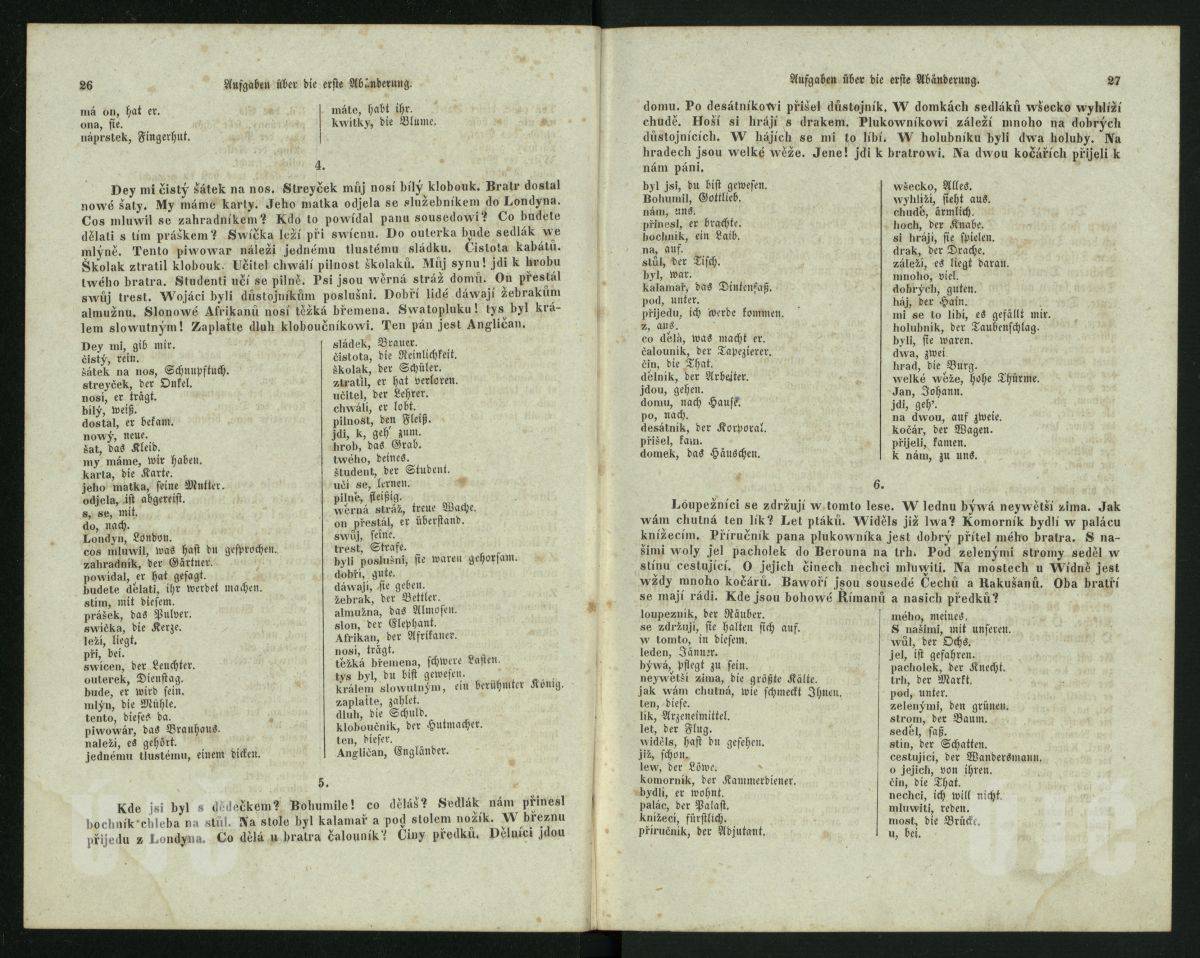 26
Aufgaben über die erste Abänderung.
má on, hat er.
ona, sie.
náprstek, Fingerhut.
máte, habt ihr.
kwitky, die Blume.
4.
Dey mi čistý šátek na nos. Streyček můj nosí bílý klobouk. Bratr dostal
nowé šaty. My máme karty. Jeho matka odjela se služebníkem do Londyna.
Cos mluwil se zahradníkem? Kdo to powídal panu sousedowi? Co budete
dělati s tím práškem? Swíčka leží při swícnu. Do outerka bude sedlák we
mlýně. Tento piwowar náleži jednému tlustému sládku. Čistota kabátů.
Školak ztratil klobouk. Učitel chwálí pilnost školaků. Můj synu! jdi k hrobu
twého bratra. Studenti učí se pilně. Psi jsou wěrná stráž domů. On přestál
swůj trest. Wojáci byli důstojníkům poslušni. Dobří lidé dáwají žebrakům
almužnu. Slonowé Afrikanů nosí těžká břemena. Swatopluku! tys byl krá-
lem slowutným! Zaplaťte dluh kloboučníkowi. Ten pán jest Angličan.
Dey mi, gib mir.
čistý, rein.
šátek na nos, Schnupftuch.
streyček, der Onkel.
nosí, er trägt.
bílý, weiß.
dostal, er bekam.
nowý, neue.
šat, das Kleid.
my máme, wir haben.
karta, die Karte.
jeho matka, seine Mutter.
odjela, ist abgereist.
s, se, mit.
do, nach.
Londyn, London.
cos mluwil, was hast du gesprochen.
zahradník, der Gärtner.
powídal, er hat gesagt.
budete dělati, ihr werdet machen.
stim, mit diesem.
prášek, das Pulver.
swička, die Kerze.
leží, liegt.
při, bei.
swicen, der Leuchter.
outerek, Dienstag.
bude, er wird sein.
mlýn, die Mühle.
tento, dieses da.
piwowár, das Brauhaus.
naleží, es gehört.
jednému tlustému, einem dicken.
sládek, Brauer.
čistota, die Reinlichkeit.
školak, der Schüler.
ztratil, er hat verloren.
učitel, der Lehrer.
chwálí, er lobt.
pilnost, den Fleiß.
jdi, k, geh' zum.
hrob, das Grab.
twého, deines.
študent, der Student.
učí se, lernen.
pilně, fleißig.
wěrná stráž, treue Wache.
on přestál, er überstand.
swůj, seine.
trest, Strafe.
byli poslušni, sie waren gehorsam.
dobří, gute.
dáwají, sie geben.
žebrak, der Bettler.
almužna, das Almosen.
slon, der Elephant.
Afrikan, der Afrikaner.
nosí, trägt.
těžká břemena, schwere Lasten.
tys byl, du bist gewesen.
králem slowutným, ein berühmter König.
zaplaite, zahlet.
dluh, die Schuld.
kloboučník, der Hutmacher.
ten, dieser.
Angličan, Engländer.
5.
Kde jsi byl s dědečkem? Bohumile! co děláš? Sedlák nám přinesl
bochník chleba na stůl. Na stole byl kalamař a pod stolem nožík. W březnu
přijedu z Londyna. Co dělá u bratra čalouník? Činy předků. Dělníci jdou
Aufgaben über die erste Abänderung.
27
domu. Po desátníkowi přišel důstojník, W domkách sedláků wšecko wyhlíží
chudě. Hoší si hrájí s drakem. Plukowníkowi záleží mnoho na dobrých
důstojnících. W hájích se mi to líbí. W holubníku byli dwa holuby. Na
hradech jsou welké wěže. Jene! jdi k bratrowi. Na dwou kočářích přijeli k
nám páni.
byl jsi, du bist gewesen.
Bohumil, Gottlieb.
nám, uns.
přinesl, er brachte.
bochník, ein Laib.
na, auf.
stůl, der Tisch.
byl, war.
kalamař, das Dintenfaß.
pod, unter.
přijedu, ich werde kommen.
z, aus.
co dělá, was macht er.
čalouník, der Tapezierer.
čin, die That.
dělník, der Arbeiter.
jdou, gehen.
domu, nach Hause.
po, nach.
desátník, der Korporal.
přišel, kam.
domek, das Häuschen.
wšecko, Alles.
wyhlíží, sieht aus.
chudě, ärmlich.
hoch, der Knabe.
si hráji, sie spielen.
drak, der Drache.
záleží, es liegt daran.
mnoho, viel.
dobrých, guten.
háj, der Hain.
mi se to líbí, es gefällt mir.
holubník, der Taubenschlag.
byli, sie waren.
dwa, zwei
hrad, die Burg.
welké wěže, hohe Thürme.
Jan, Johann.
jdi, geh'.
na dwou, auf zweie.
kočár, der Wagen.
přijeli, kamen.
k nám, zu uns.
6.
Loupežníci se zdržují w tomto lese. W lednu býwá neywětší zima. Jak
wám chutná ten lík? Let ptáků. Widěls již lwa? Komorník bydlí w palácu
knížecím. Příručník pana plukowníka jest dobrý přítel mého bratra. S na-
šimi woly jel pacholek do Berouna na trh. Pod zelenými stromy seděl w
stínu cestující. O jejich činech nechci mluwiti. Na mostech u Wídně jest
wždy mnoho kočárů. Bawoří jsou sousedé Čechů a Rakušanů. Oba bratří
se mají rádi. Kde jsou bohowé Římanů a nasich předků?
loupeznik, der Räuber.
se zdržují, sie halten sich auf.
w tomto, in diesem.
leden, Jänner.
býwá, pflegt zu sein.
neywetší zima, die größte Kälte.
jak wám chutná, wie schmeckt Ihnen.
ten, diese.
lík, Arzeneimittel.
let, der Flug.
widěls, hast du gesehen.
již, schon.
lew, der Löwe.
komorník, der Kammerdiener.
bydli, er wohnt.
palác, der Palast.
knížecí, fürstlich.
příručník, der Adjutant.
mého, meines.
S našimi, mit unseren.
wůl, der Ochs.
jel, ist gefahren.
pacholek, der Knecht.
trh, der Markt.
pod, unter.
zelenými, den grünen.
strom, der Baum.
seděl, saß.
stin, der Schatten.
cestující, der Wandersmann.
o jejich, von ihren.
čin, die That.
nechci, ich will nicht.
mluwiti, reden.
most, die Brücke.
u, bei.